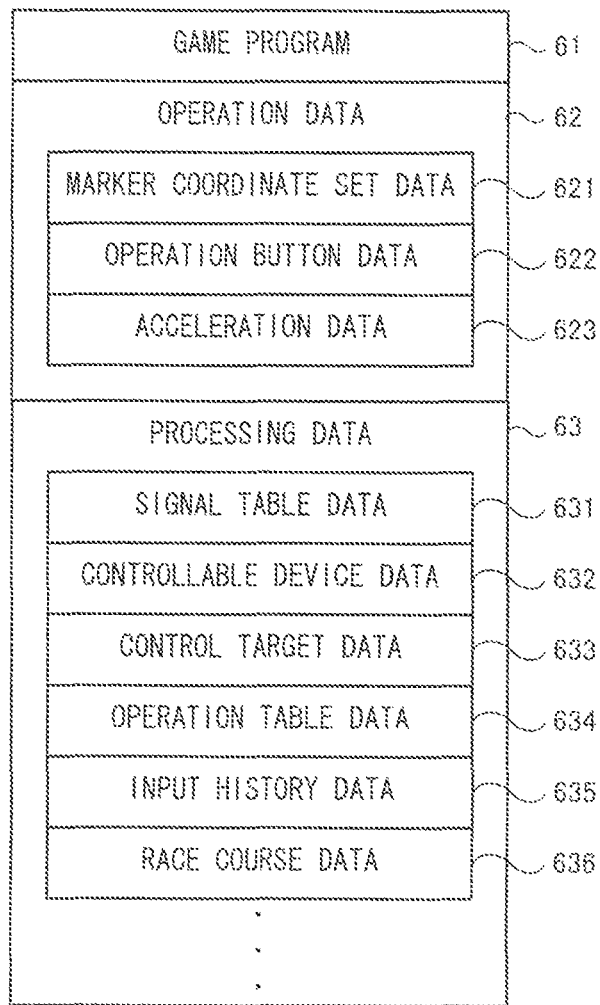 GAME PROGRAM 61
OPERATION DATA 62
MARKER COORDINATE SET DATA 621
OPERATION BUTTON DATA 622
ACCELERATION DATA 623
PROCESSING DATA 63
SIGNAL TABLE DATA 631
CONTROLLABLE DEVICE DATA 632
CONTROL TARGET DATA 633
OPERATION TABLE DATA 634
INPUT HISTORY DATA 635
RACE COURSE DATA 636